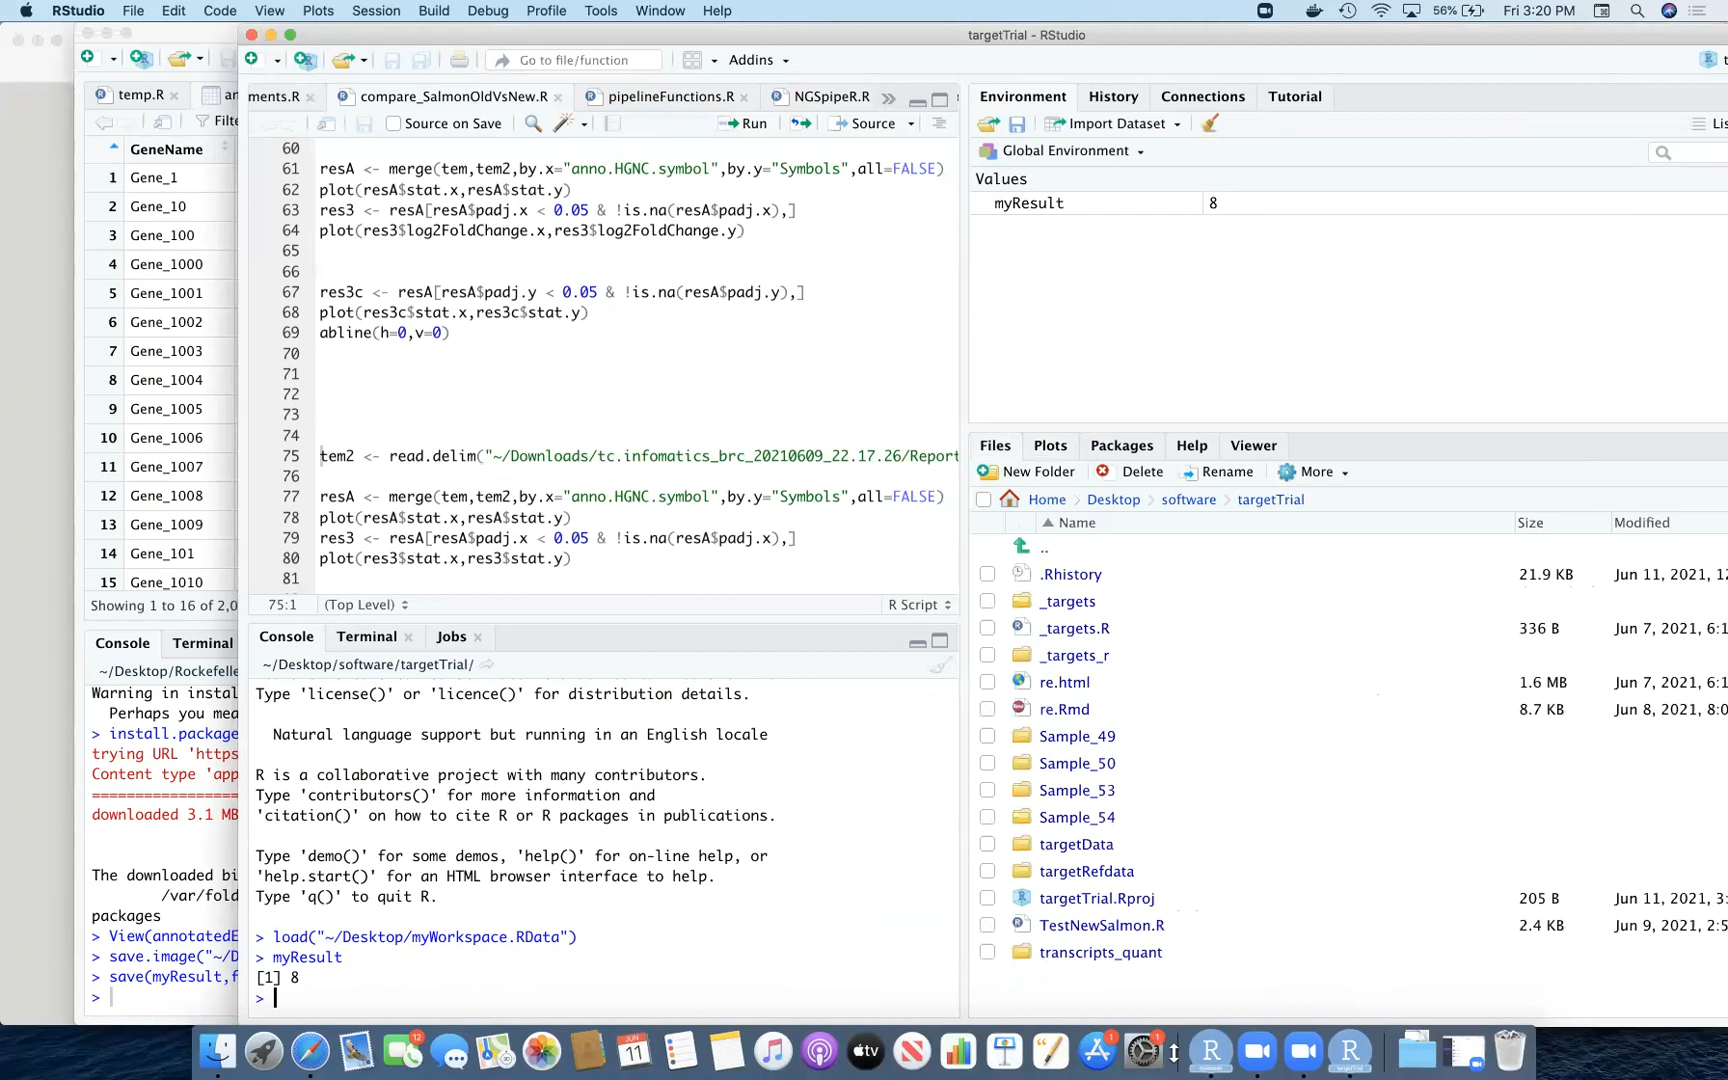 RStudio File Edit Code View Plots Session Build Debug Profile Tools Window Help
56% Fri 3:20 PM
targetTrial - RStudio
temp.R
Filte
GeneName
1 Gene_1
2 Gene_10
3 Gene_100
4 Gene_1000
5 Gene_1001
6 Gene_1002
7 Gene_1003
8 Gene_1004
9 Gene_1005
10 Gene_1006
11 Gene_1007
12 Gene_1008
13 Gene_1009
14 Gene_101
15 Gene_1010
Showing 1 to 16 of 2,0
Console Terminal
~/Desktop/Rockefelle
Warning in instal
Perhaps you mea
> install.package
trying URL 'https
Content type 'app
downloaded 3.1 MB
The downloaded bi
/var/fold
packages
> View(annotatedE
> save.image("~/D
> save(myResult,f
>
Go to file/function Addins
ments.R compare_SalmonOldVsNew.R pipelineFunctions.R NGSpipeR.R
Source on Save Run Source
60
61 resA <- merge(tem,tem2,by.x="anno.HGNC.symbol",by.y="Symbols",all=FALSE)
62 plot(resA$stat.x,resA$stat.y)
63 res3 <- resA[resA$padj.x < 0.05 & !is.na(resA$padj.x),]
64 plot(res3$log2FoldChange.x,res3$log2FoldChange.y)
65
66
67 res3c <- resA[resA$padj.y < 0.05 & !is.na(resA$padj.y),]
68 plot(res3c$stat.x,res3c$stat.y)
69 abline(h=0,v=0)
70
71
72
73
74
75 tem2 <- read.delim("~/Downloads/tc.infomatics_brc_20210609_22.17.26/Report
76
77 resA <- merge(tem,tem2,by.x="anno.HGNC.symbol",by.y="Symbols",all=FALSE)
78 plot(resA$stat.x,resA$stat.y)
79 res3 <- resA[resA$padj.x < 0.05 & !is.na(resA$padj.x),]
80 plot(res3$stat.x,res3$stat.y)
81
75:1 (Top Level) R Script
Console Terminal Jobs
~/Desktop/software/targetTrial/
Type 'license()' or 'licence()' for distribution details.
Natural language support but running in an English locale
R is a collaborative project with many contributors.
Type 'contributors()' for more information and
'citation()' on how to cite R or R packages in publications.
Type 'demo()' for some demos, 'help()' for on-line help, or
'help.start()' for an HTML browser interface to help.
Type 'q()' to quit R.
> load("~/Desktop/myWorkspace.RData")
> myResult
[1] 8
>
Environment History Connections Tutorial
Import Dataset Lis
Global Environment
Values
myResult 8
Files Plots Packages Help Viewer
New Folder Delete Rename More
Home Desktop software targetTrial
Name Size Modified
..
.Rhistory 21.9 KB Jun 11, 2021, 12
_targets
_targets.R 336 B Jun 7, 2021, 6:1
_targets_r
re.html 1.6 MB Jun 7, 2021, 6:1
re.Rmd 8.7 KB Jun 8, 2021, 8:0
Sample_49
Sample_50
Sample_53
Sample_54
targetData
targetRefdata
targetTrial.Rproj 205 B Jun 11, 2021, 3:
TestNewSalmon.R 2.4 KB Jun 9, 2021, 2:5
transcripts_quant
12
JUN
11
tv
1
1
R
R